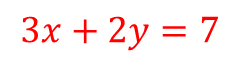 3x + 2y = 7